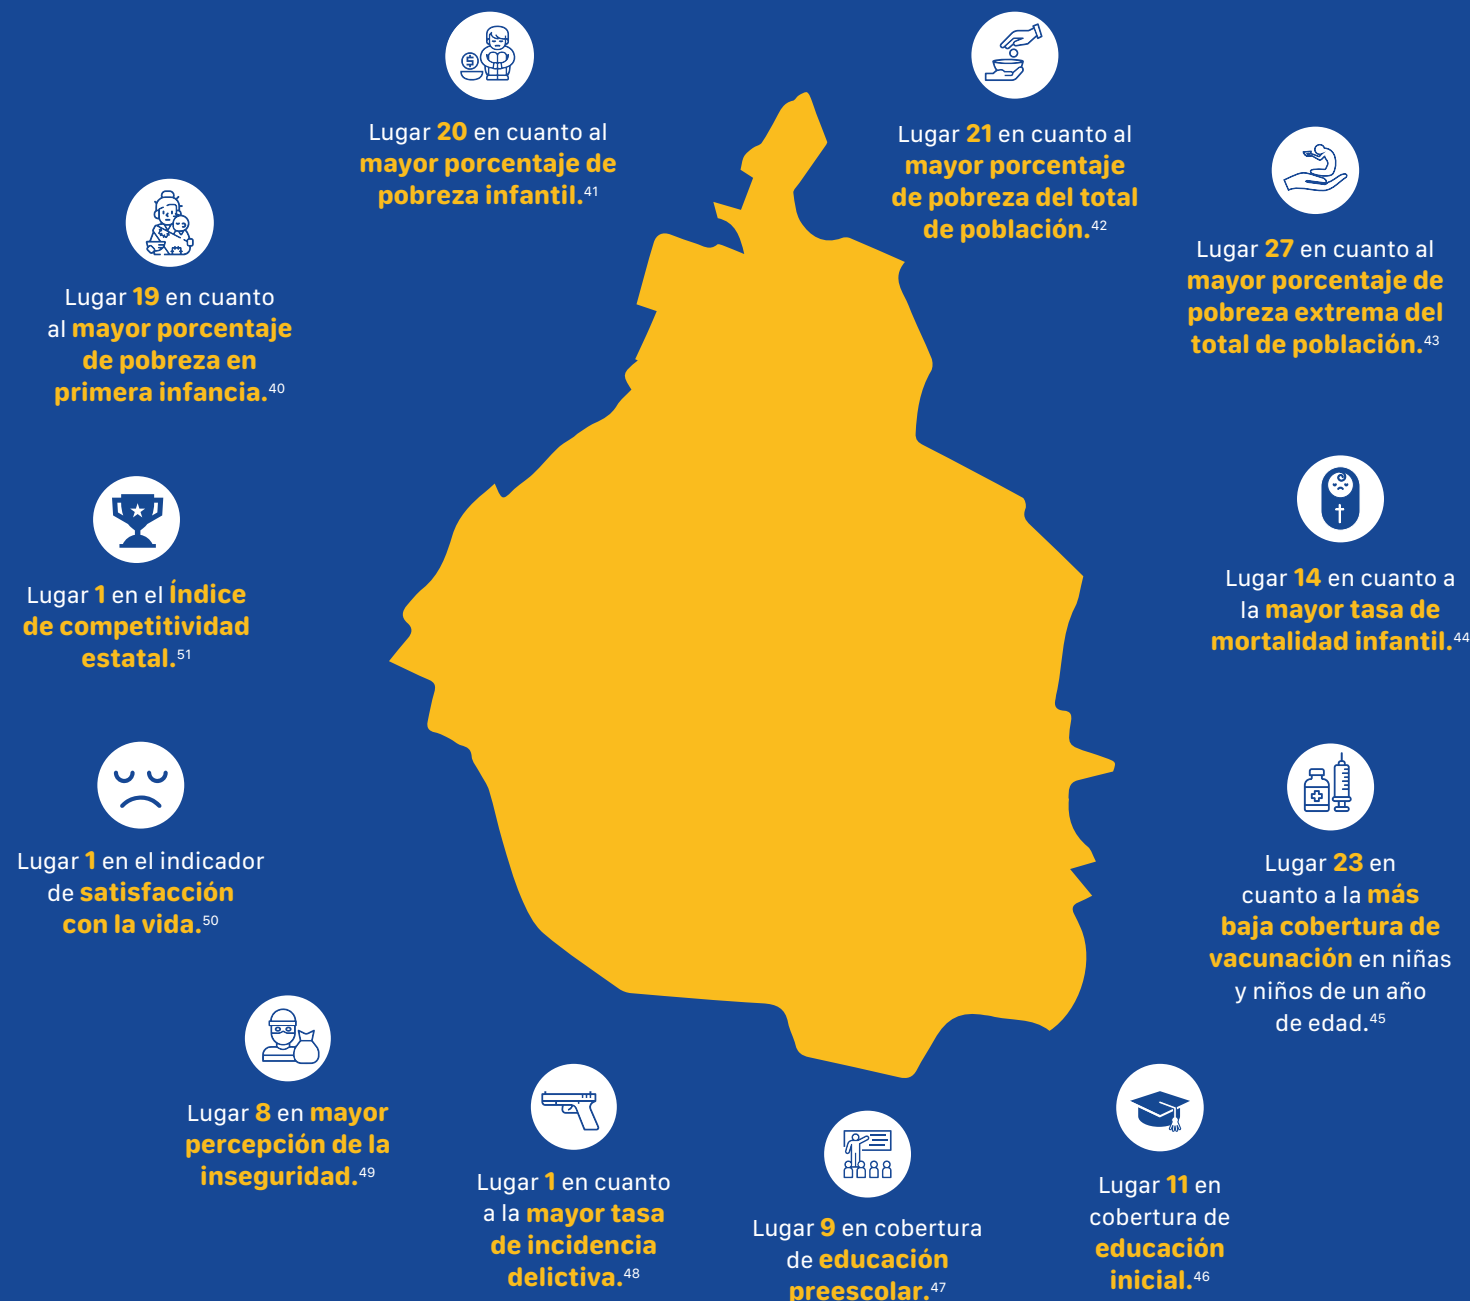 Lugar 20 en cuanto al
mayor porcentaje de
pobreza infantil.41
Lugar 21 en cuanto al
mayor porcentaje
de pobreza del total
de población.42
Lugar 27 en cuanto al
mayor porcentaje de
pobreza extrema del
total de población.43
Lugar 19 en cuanto
al mayor porcentaje
de pobreza en
primera infancia.40
Lugar 14 en cuanto a
la mayor tasa de
mortalidad infantil.44
Lugar 1 en el Índice
de competitividad
estatal.51
Lugar 23 en
cuanto a la más
baja cobertura de
vacunación en niñas
y niños de un año
de edad.45
Lugar 1 en el indicador
de satisfacción
con la vida.50
Lugar 8 en mayor
percepción de la
inseguridad.49
Lugar 1 en cuanto
a la mayor tasa
de incidencia
delictiva.48
Lugar 9 en cobertura
de educación
preescolar.47
Lugar 11 en
cobertura de
educación
inicial.46